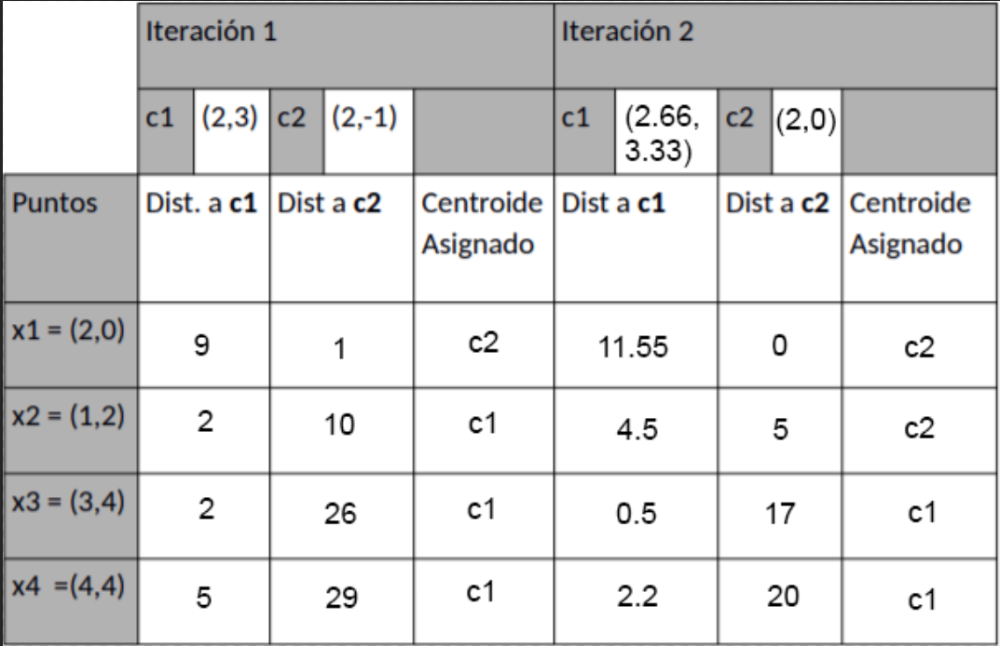 Iteración 1 Iteración 2
c1 (2,3) c2 (2,-1) c1 (2.66, c2 (2,0)
3.33)
Puntos Dist. a c1 Dist a c2 Centroide Dist a c1 Dist a c2 Centroide
Asignado Asignado
x1 = (2,0) 9 1 c2 11.55 0 c2
x2 = (1,2) 2 10 c1 4.5 5 c2
x3 = (3,4) 2 26 c1 0.5 17 c1
x4 =(4,4) 5 29 c1 2.2 20 c1